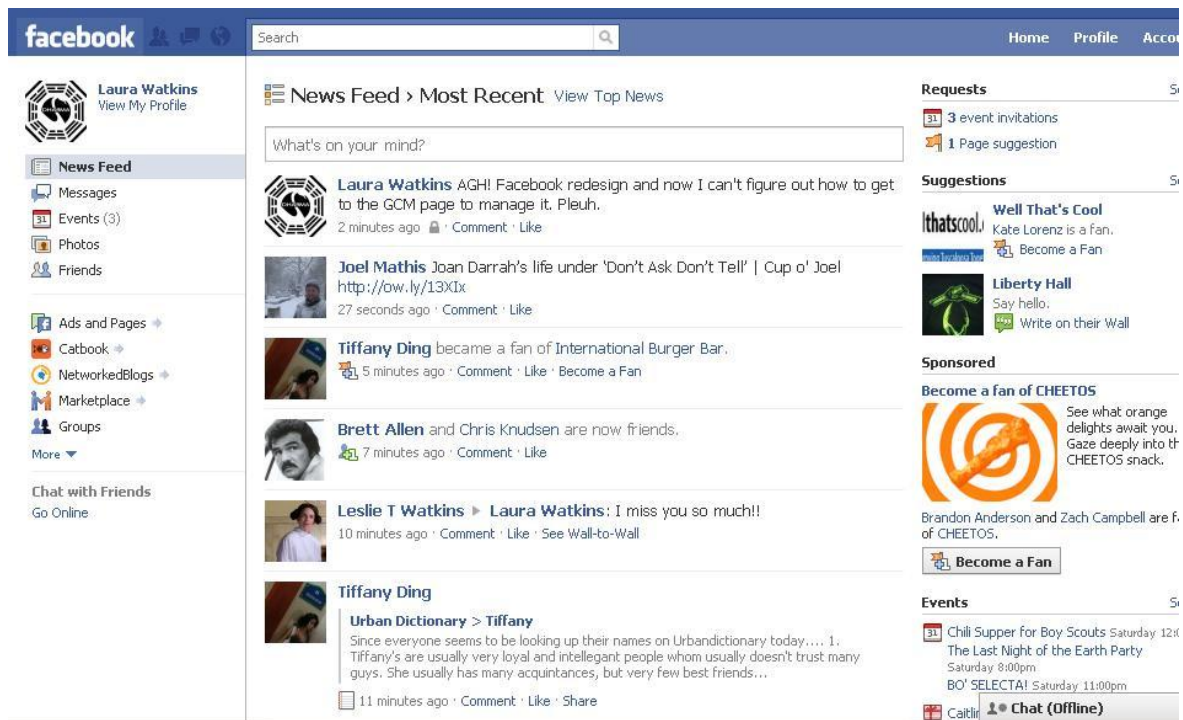 facebook
Search
Home Profile
Laura Watkins
View My Profile
News Feed
Messages
Events (3)
Photos
Friends
Ads and Pages
Catbook
NetworkedBlogs
Marketplace
Groups
More
Chat with Friends
Go Online
News Feed › Most Recent View Top News
What's on your mind?
Laura Watkins AGH! Facebook redesign and now I can't figure out how to get
to the GCM page to manage it. Pleuh.
2 minutes ago · Comment · Like
Joel Mathis Joan Darrah's life under 'Don't Ask Don't Tell' | Cup o' Joel
http://ow.ly/13XIx
27 seconds ago · Comment · Like
Tiffany Ding became a fan of International Burger Bar.
5 minutes ago · Comment · Like · Become a Fan
Brett Allen and Chris Knudsen are now friends.
7 minutes ago · Comment · Like
Leslie T Watkins ▸ Laura Watkins: I miss you so much!!
10 minutes ago · Comment · Like · See Wall-to-Wall
Tiffany Ding
Urban Dictionary > Tiffany
Since everyone seems to be looking up their names on Urbandictionary today.... 1.
Tiffany's are usually very loyal and intellegant people whom usually doesn't trust many
guys. She usually has many acquintances, but very few best friends...
11 minutes ago · Comment · Like · Share
Requests
31 3 event invitations
1 Page suggestion
Suggestions
lthatscool.
Well That's Cool
Kate Lorenz is a fan.
Become a Fan
Liberty Hall
Say hello.
Write on their Wall
Sponsored
Become a fan of CHEETOS
See what orange
delights await you.
Gaze deeply into
CHEETOS snack.
Brandon Anderson and Zach Campbell are
of CHEETOS.
Become a Fan
Events
31 Chili Supper for Boy Scouts Saturday
The Last Night of the Earth Party
Saturday 8:00pm
BO' SELECTA! Saturday 11:00pm
Chat (Offline)